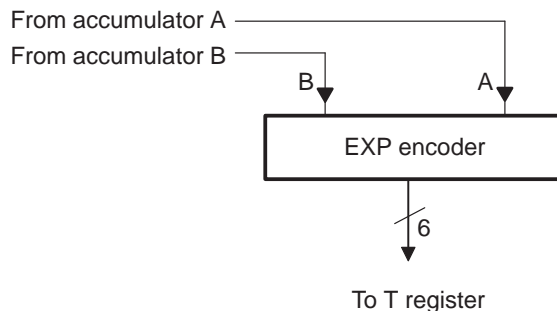 From accumulator A
From accumulator B
B
A
EXP encoder
6
To T register